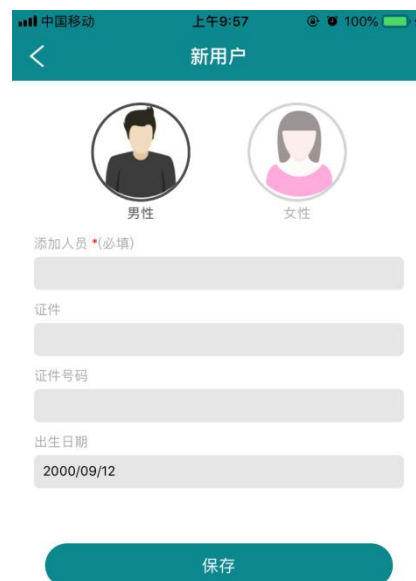 中国移动 上午9:57 100%
新用户
男性 女性
添加人员 *(必填)
证件
证件号码
出生日期
2000/09/12
保存